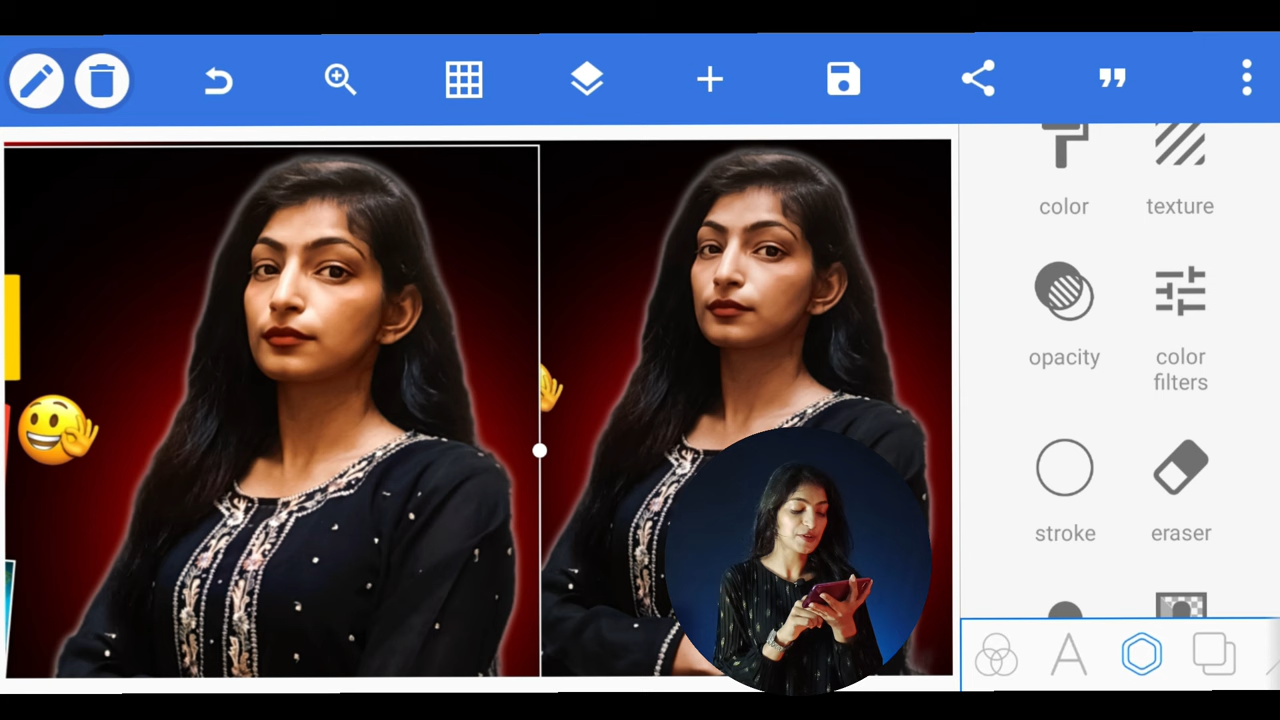 color texture
opacity color
filters
stroke eraser